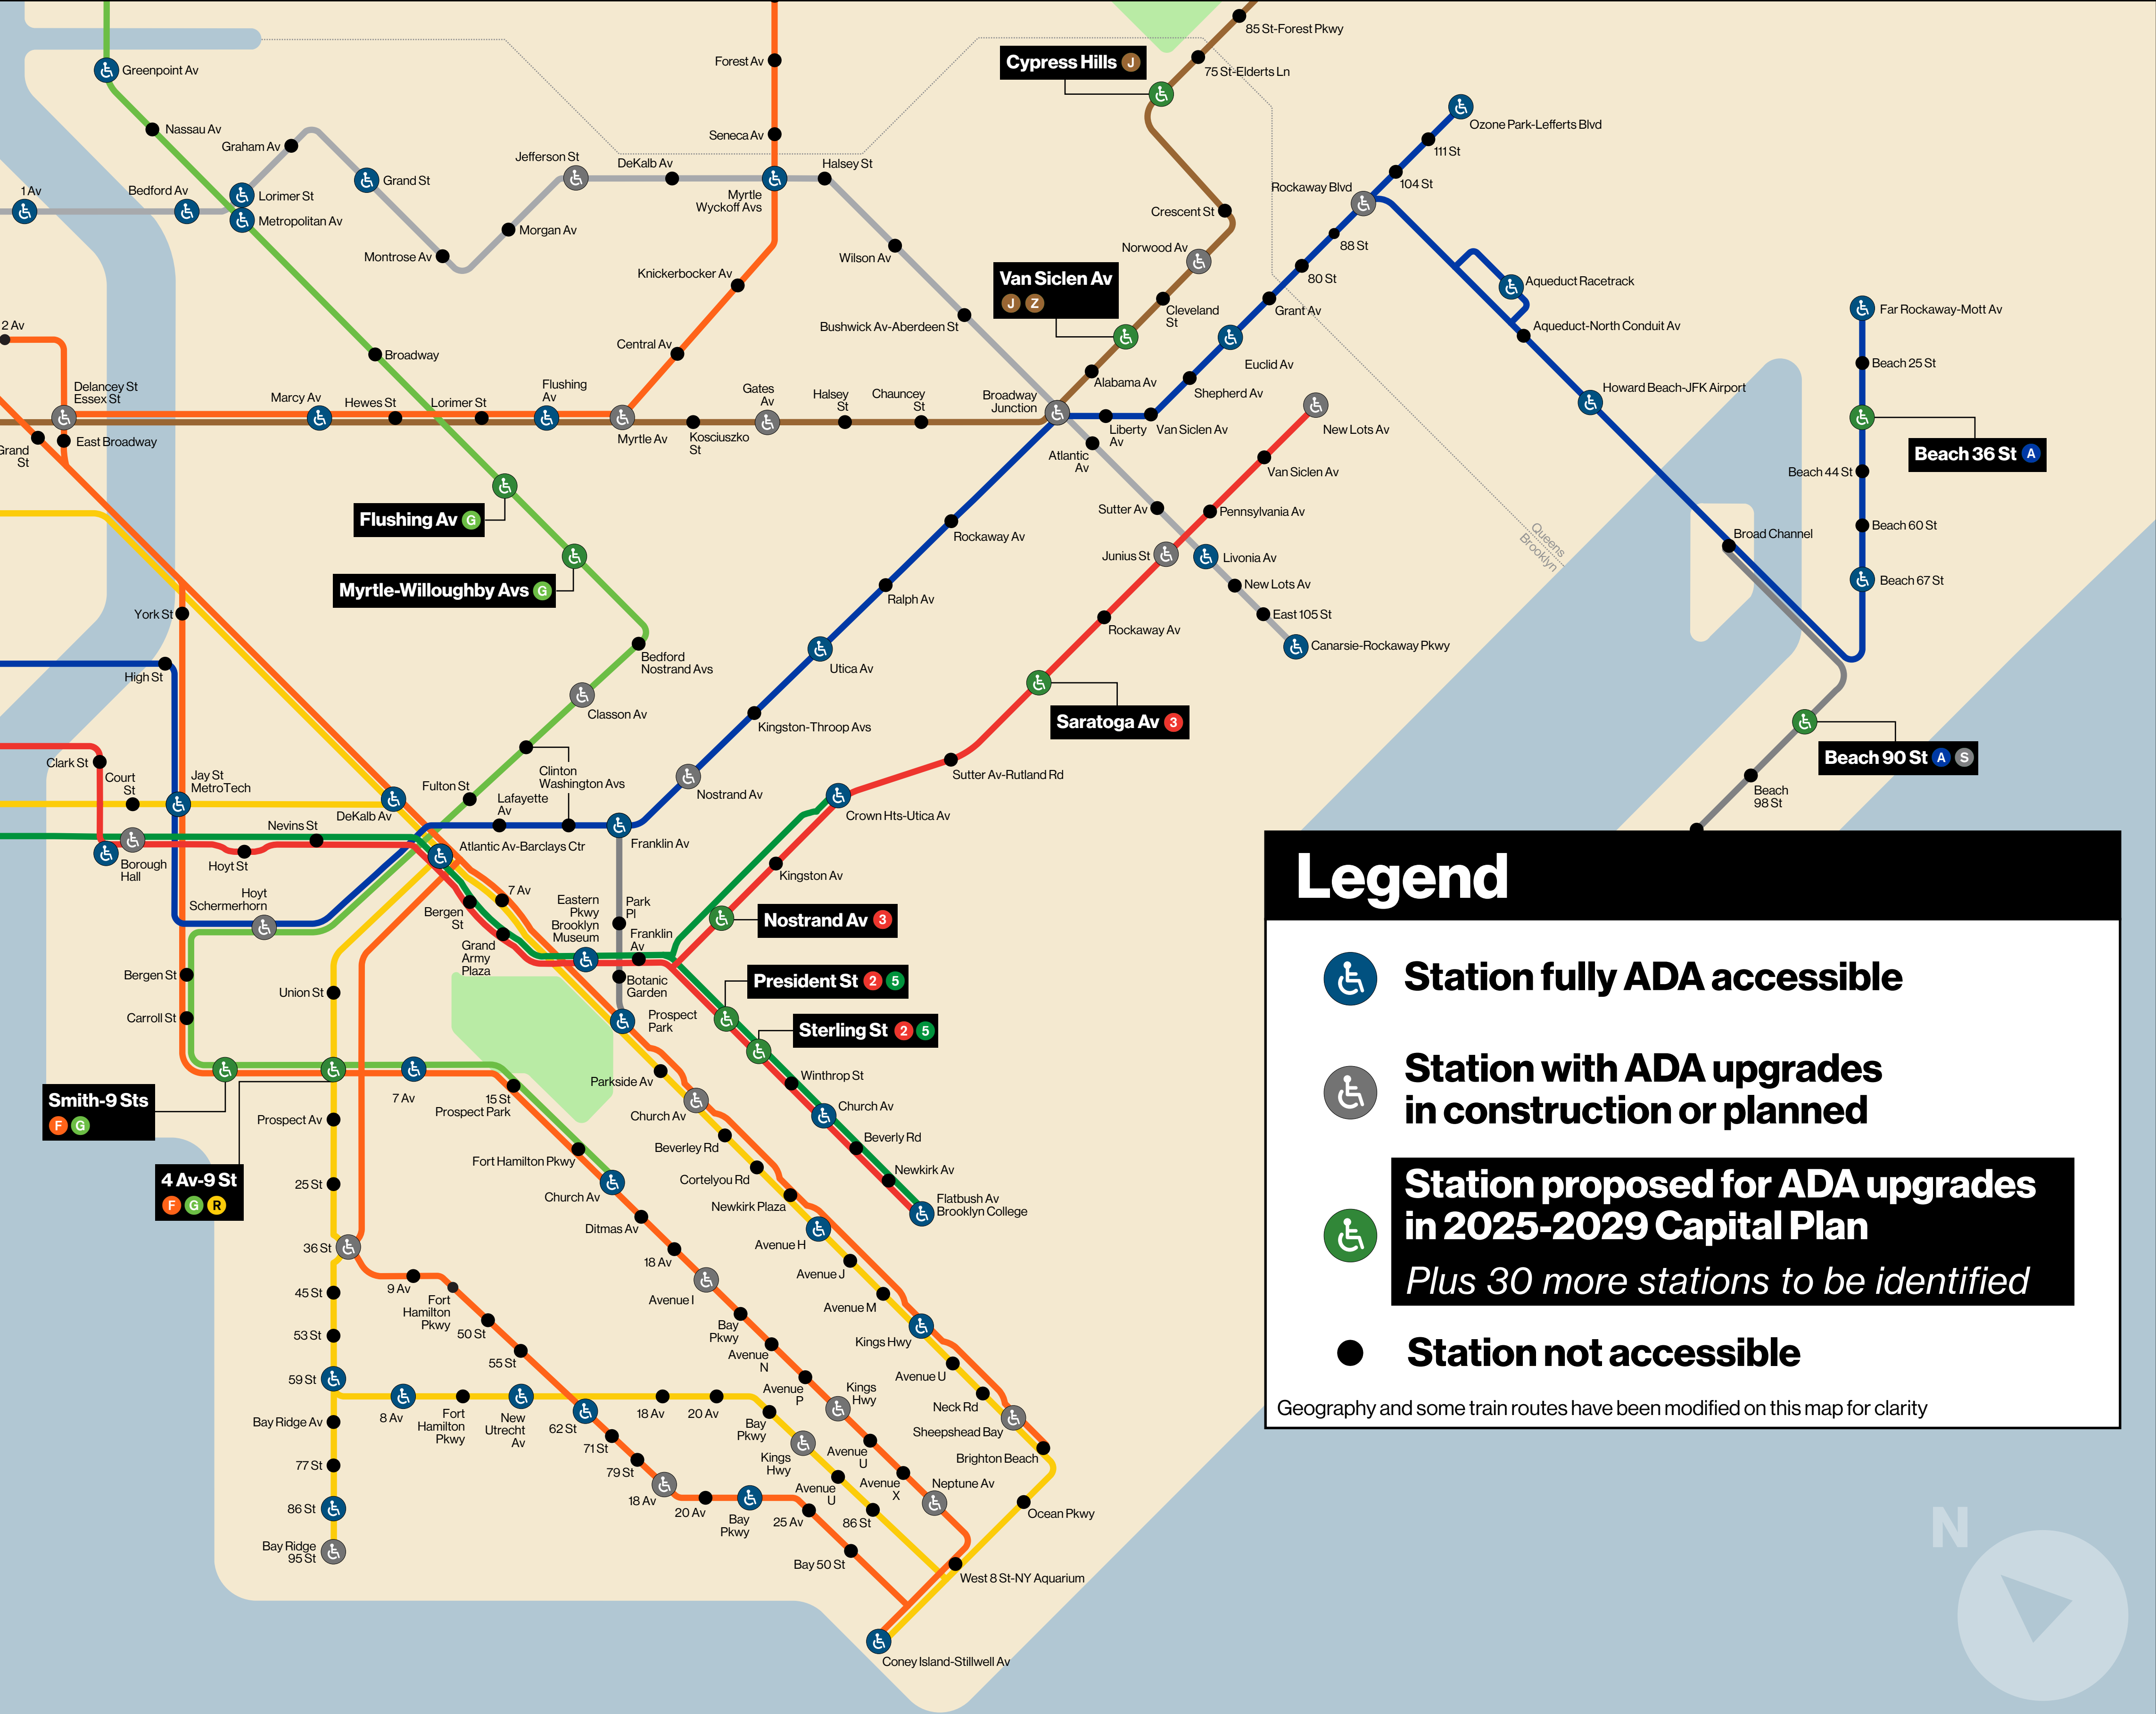 85 St-Forest Pkwy
Cypress Hills J
75 St-Elderts Ln
Forest Av
Greenpoint Av
Nassau Av
Graham Av
Seneca Av
Jefferson St
DeKalb Av
Halsey St
Ozone Park-Lefferts Blvd
111 St
104 St
Rockaway Blvd
1 Av
Bedford Av
Lorimer St
Metropolitan Av
Grand St
Myrtle
Wyckoff Avs
Montrose Av
Morgan Av
Wilson Av
Crescent St
Norwood Av
88 St
80 St
Knickerbocker Av
Van Siclen Av
J Z
Cleveland
St
Grant Av
Aqueduct Racetrack
Far Rockaway-Mott Av
2 Av
Broadway
Central Av
Bushwick Av-Aberdeen St
Aqueduct-North Conduit Av
Beach 25 St
Euclid Av
Alabama Av
Shepherd Av
Howard Beach-JFK Airport
Delancey St
Essex St
Marcy Av
Hewes St
Lorimer St
Flushing
Av
Myrtle Av
Kosciuszko
St
Gates
Av
Halsey
St
Chauncey
St
Broadway
Junction
Liberty
Av
Van Siclen Av
New Lots Av
Beach 36 St A
Grand
St
East Broadway
Atlantic
Av
Van Siclen Av
Beach 44 St
Flushing Av G
Sutter Av
Pennsylvania Av
Rockaway Av
Beach 60 St
Broad Channel
Queens
Brooklyn
Junius St
Livonia Av
New Lots Av
East 105 St
Canarsie-Rockaway Pkwy
Beach 67 St
Myrtle-Willoughby Avs G
York St
Ralph Av
Rockaway Av
Bedford
Nostrand Avs
Utica Av
High St
Classon Av
Kingston-Throop Avs
Saratoga Av 3
Beach 90 St A S
Beach
98 St
Clark St
Court
St
Jay St
MetroTech
DeKalb Av
Fulton St
Clinton
Washington Avs
Lafayette
Av
Nostrand Av
Sutter Av-Rutland Rd
Crown Hts-Utica Av
Borough
Hall
Hoyt St
Nevins St
Atlantic Av-Barclays Ctr
Franklin Av
Kingston Av
Hoyt
Schermerhorn
Bergen
St
7 Av
Grand
Army
Plaza
Eastern
Pkwy
Brooklyn
Museum
Park
Pl
Franklin
Av
Botanic
Garden
Nostrand Av 3
President St 2 5
Sterling St 2 5
Bergen St
Carroll St
Union St
Prospect
Park
Parkside Av
Winthrop St
Church Av
Beverly Rd
Newkirk Av
Flatbush Av
Brooklyn College
Smith-9 Sts
F G
4 Av-9 St
F G R
7 Av
15 St
Prospect Park
Prospect Av
25 St
36 St
45 St
53 St
59 St
Bay Ridge Av
77 St
86 St
Bay Ridge
95 St
Fort Hamilton Pkwy
Church Av
Ditmas Av
18 Av
Avenue I
Bay
Pkwy
Avenue
N
Avenue
P
Kings
Hwy
Avenue
U
Avenue
X
Neptune Av
Church Av
Beverley Rd
Cortelyou Rd
Newkirk Plaza
Avenue H
Avenue J
Avenue M
Kings Hwy
Avenue U
Neck Rd
Sheepshead Bay
Brighton Beach
Ocean Pkwy
West 8 St-NY Aquarium
Coney Island-Stillwell Av
9 Av
Fort
Hamilton
Pkwy
50 St
55 St
62 St
71 St
79 St
18 Av
20 Av
Bay
Pkwy
25 Av
Bay 50 St
8 Av
Fort
Hamilton
Pkwy
New
Utrecht
Av
18 Av
20 Av
Bay
Pkwy
Kings
Hwy
Avenue
U
86 St
Legend
Station fully ADA accessible
Station with ADA upgrades
in construction or planned
Station proposed for ADA upgrades
in 2025-2029 Capital Plan
Plus 30 more stations to be identified
Station not accessible
Geography and some train routes have been modified on this map for clarity
N